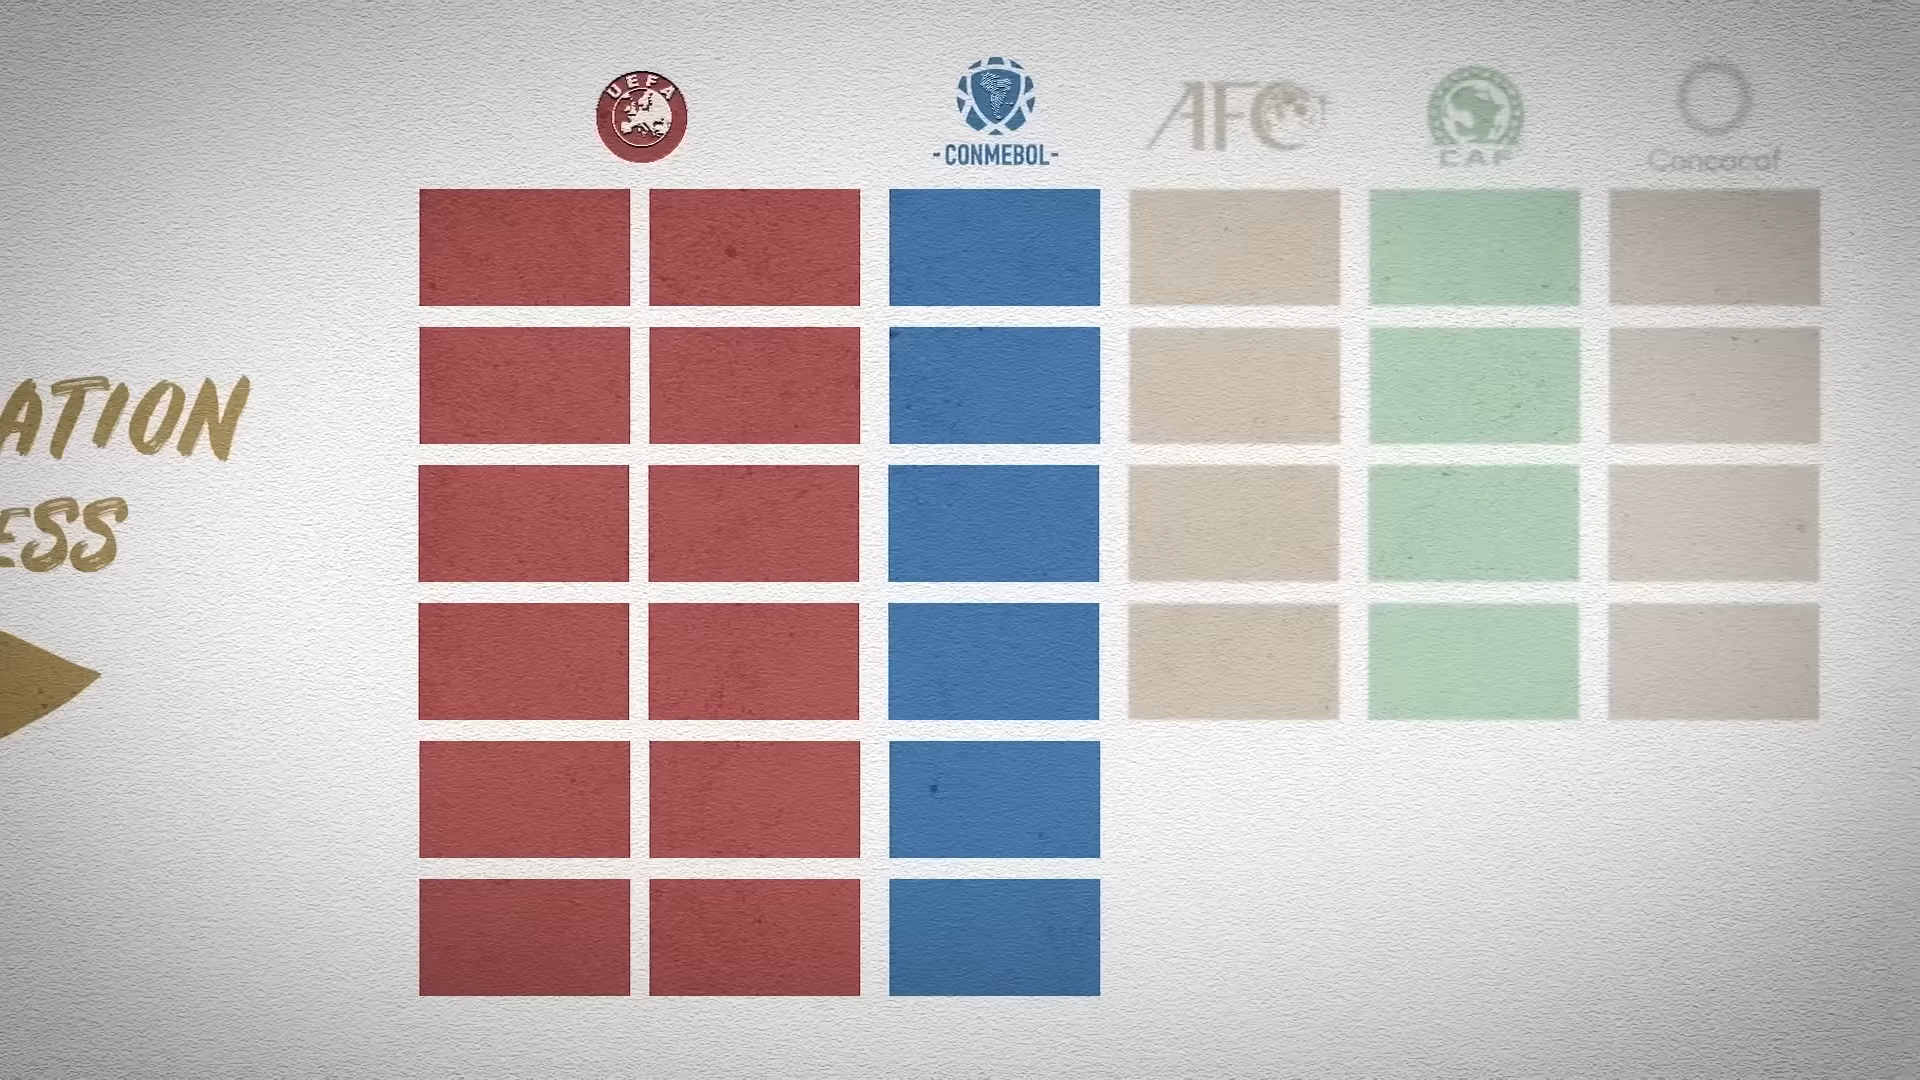 UEFA
-CONMEBOL-
AFC
CAF
Concacaf
ATION
ESS